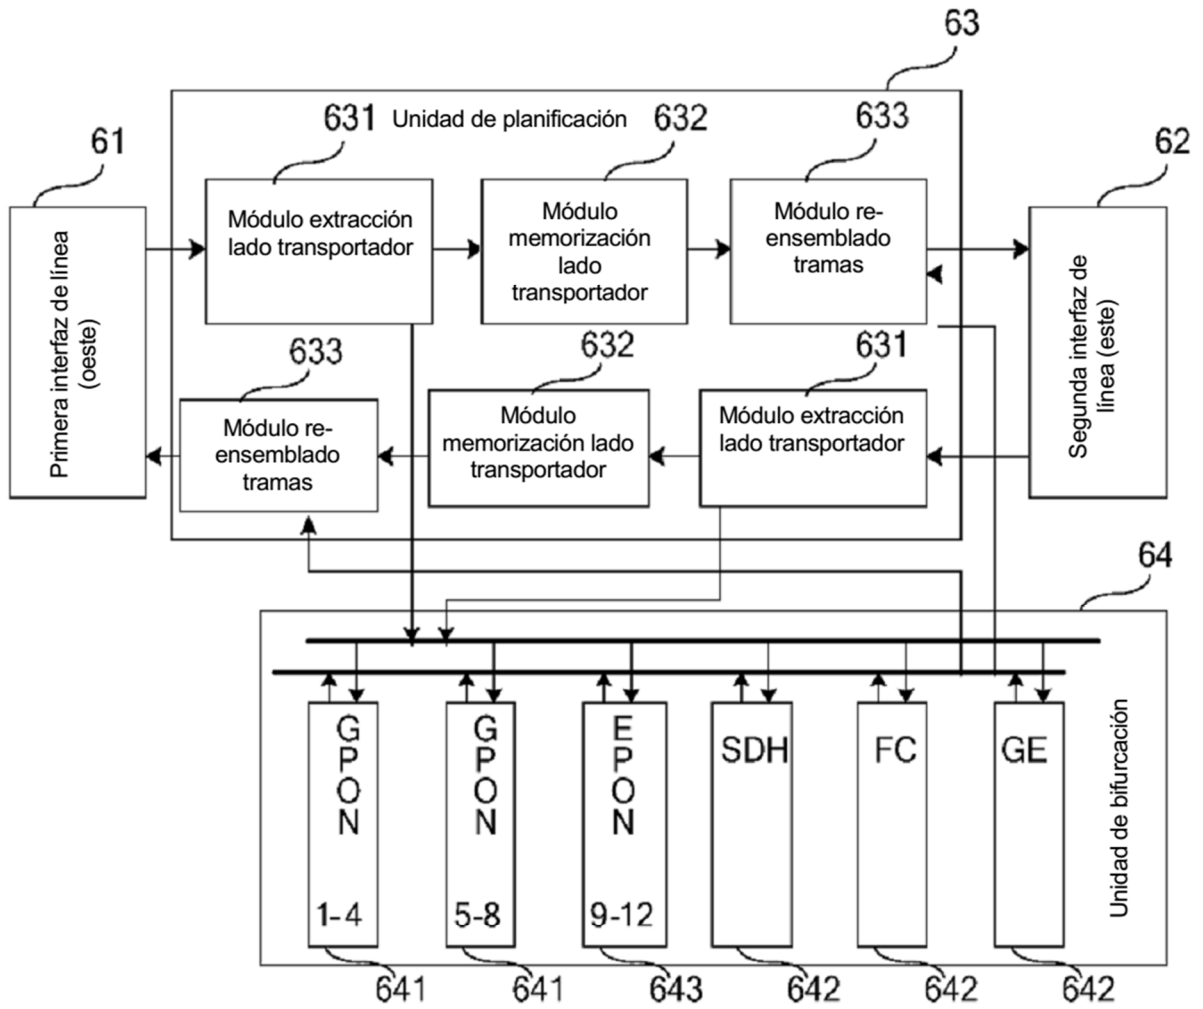 63
61
631
Unidad de planificación
632
633
62
Módulo extracción
lado transportador
Módulo
memorización
lado
transportador
Módulo re-
ensemblado
tramas
Primera interfaz de línea
(oeste)
Segunda interfaz de
línea (este)
633
632
631
Módulo re-
ensemblado
tramas
Módulo
memorización lado
transportador
Módulo extracción
lado transportador
64
GPON
1-4
GPON
5-8
EPON
9-12
SDH
FC
GE
Unidad de bifurcación
641
641
643
642
642
642